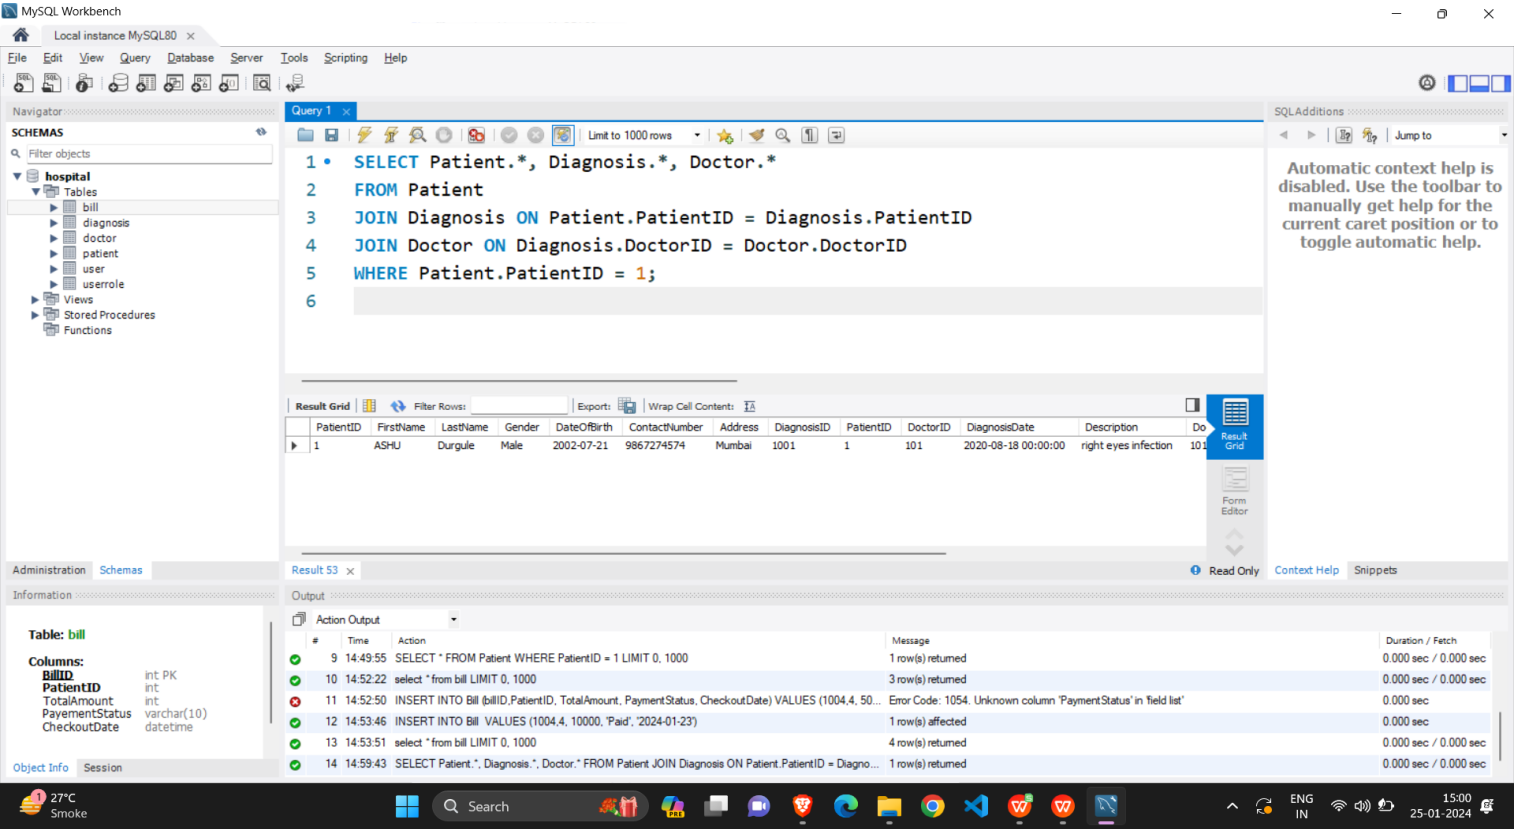 MySQL Workbench
Local instance MySQL80
File Edit View Query Database Server Tools Scripting Help
Navigator
SCHEMAS
Filter objects
hospital
Tables
bill
diagnosis
doctor
patient
user
userrole
Views
Stored Procedures
Functions
Administration Schemas
Information
Table: bill
Columns:
BillID int PK
PatientID int
TotalAmount int
PayementStatus varchar(10)
CheckoutDate datetime
Object Info Session
Query 1
Limit to 1000 rows
1 SELECT Patient.*, Diagnosis.*, Doctor.*
2 FROM Patient
3 JOIN Diagnosis ON Patient.PatientID = Diagnosis.PatientID
4 JOIN Doctor ON Diagnosis.DoctorID = Doctor.DoctorID
5 WHERE Patient.PatientID = 1;
6
Result Grid Filter Rows: Export: Wrap Cell Content:
PatientID FirstName LastName Gender DateOfBirth ContactNumber Address DiagnosisID PatientID DoctorID DiagnosisDate Description Do
1 ASHU Durgule Male 2002-07-21 9867274574 Mumbai 1001 1 101 2020-08-18 00:00:00 right eyes infection 101
Result Grid
Form Editor
Result 53
Read Only
SQLAdditions
Jump to
Automatic context help is
disabled. Use the toolbar to
manually get help for the
current caret position or to
toggle automatic help.
Context Help Snippets
Output
Action Output
# Time Action Message Duration / Fetch
9 14:49:55 SELECT * FROM Patient WHERE PatientID = 1 LIMIT 0, 1000 1 row(s) returned 0.000 sec / 0.000 sec
10 14:52:22 select * from bill LIMIT 0, 1000 3 row(s) returned 0.000 sec / 0.000 sec
11 14:52:50 INSERT INTO Bill (billID,PatientID, TotalAmount, PaymentStatus, CheckoutDate) VALUES (1004,4, 50... Error Code: 1054. Unknown column 'PaymentStatus' in 'field list' 0.000 sec
12 14:53:46 INSERT INTO Bill VALUES (1004,4, 10000, 'Paid', '2024-01-23') 1 row(s) affected 0.000 sec
13 14:53:51 select * from bill LIMIT 0, 1000 4 row(s) returned 0.000 sec / 0.000 sec
14 14:59:43 SELECT Patient.*, Diagnosis.*, Doctor.* FROM Patient JOIN Diagnosis ON Patient.PatientID = Diagno... 1 row(s) returned 0.000 sec / 0.000 sec
1
27°C
Smoke
Search
PRE
ENG
IN
15:00
25-01-2024